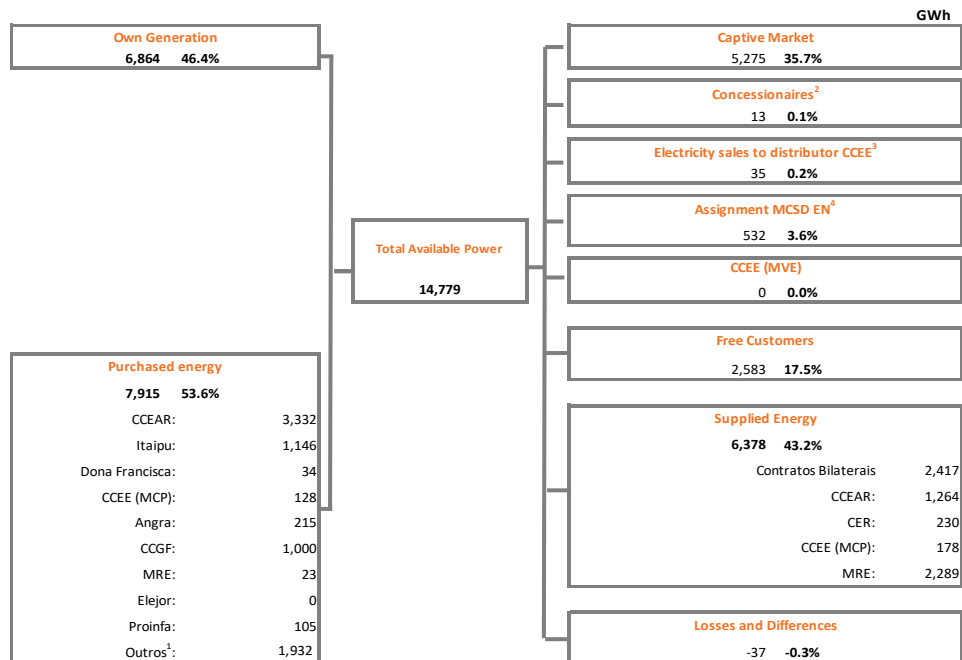 GWh
Own Generation
6,864 46.4%
Purchased energy
7,915 53.6%
CCEAR: 3,332
Itaipu: 1,146
Dona Francisca: 34
CCEE (MCP): 128
Angra: 215
CCGF: 1,000
MRE: 23
Elejor: 0
Proinfa: 105
Outros¹: 1,932
Total Available Power
14,779
Captive Market
5,275 35.7%
Concessionaires²
13 0.1%
Electricity sales to distributor CCEE³
35 0.2%
Assignment MCSD EN⁴
532 3.6%
CCEE (MVE)
0 0.0%
Free Customers
2,583 17.5%
Supplied Energy
6,378 43.2%
Contratos Bilaterais 2,417
CCEAR: 1,264
CER: 230
CCEE (MCP): 178
MRE: 2,289
Losses and Differences
-37 -0.3%